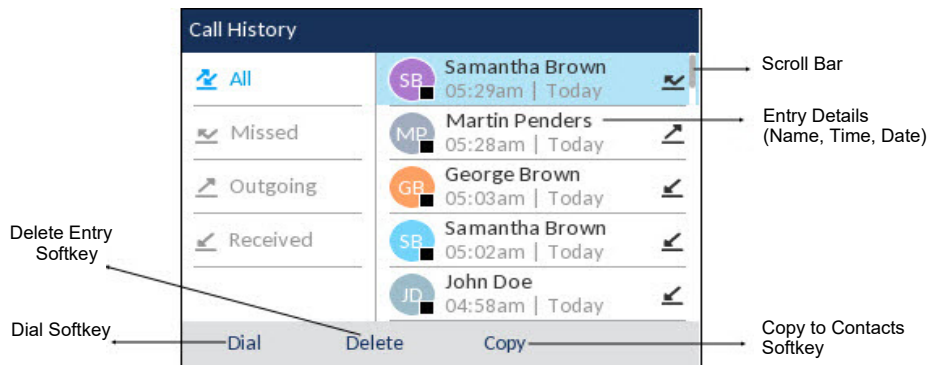 Call History
All
Missed
Outgoing
Received
SB
Samantha Brown
05:29am | Today
MP
Martin Penders
05:28am | Today
GB
George Brown
05:03am | Today
SB
Samantha Brown
05:02am | Today
JD
John Doe
04:58am | Today
Dial
Delete
Copy
Scroll Bar
Entry Details
(Name, Time, Date)
Delete Entry
Softkey
Dial Softkey
Copy to Contacts
Softkey